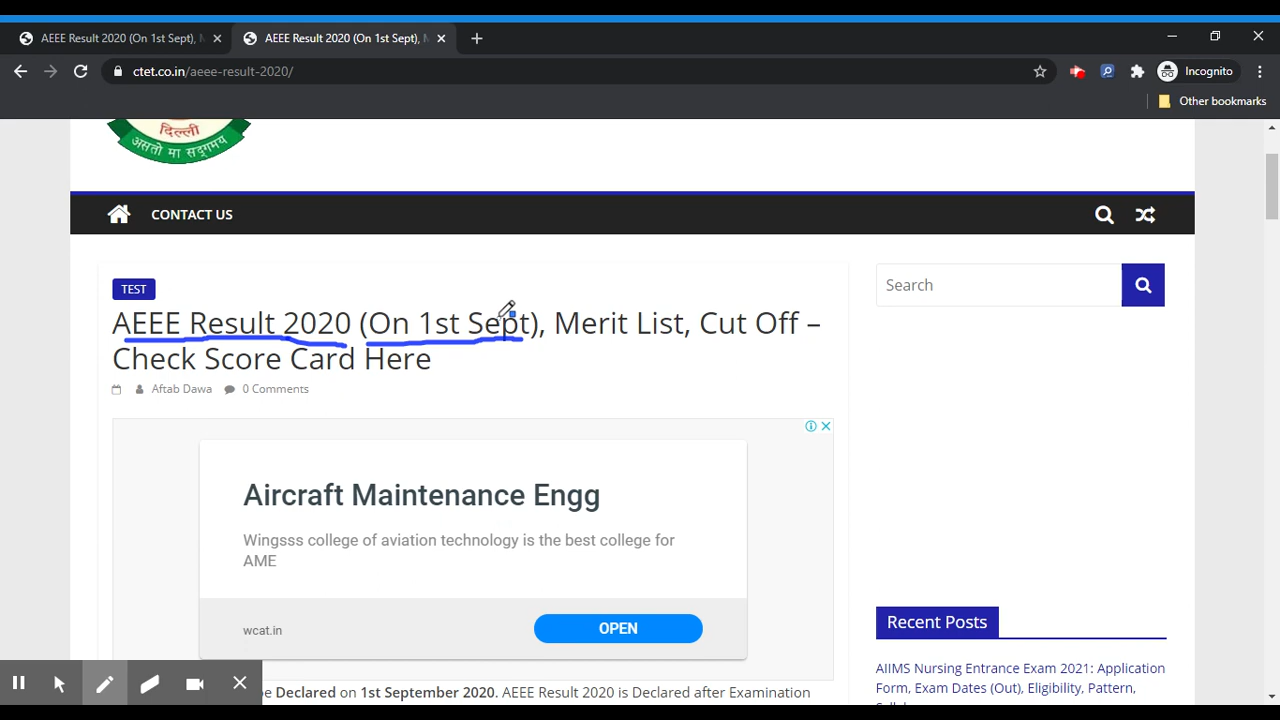 AEEE Result 2020 (On 1st Sept), M
AEEE Result 2020 (On 1st Sept), M
ctet.co.in/aeee-result-2020/
Incognito
Other bookmarks
दिल्ली
असतो मा सद्गमय
CONTACT US
TEST
AEEE Result 2020 (On 1st Sept), Merit List, Cut Off –
Check Score Card Here
Aftab Dawa
0 Comments
Search
Aircraft Maintenance Engg
Wingsss college of aviation technology is the best college for
AME
wcat.in
OPEN
Recent Posts
AIIMS Nursing Entrance Exam 2021: Application
Form, Exam Dates (Out), Eligibility, Pattern,
be Declared on 1st September 2020. AEEE Result 2020 is Declared after Examination